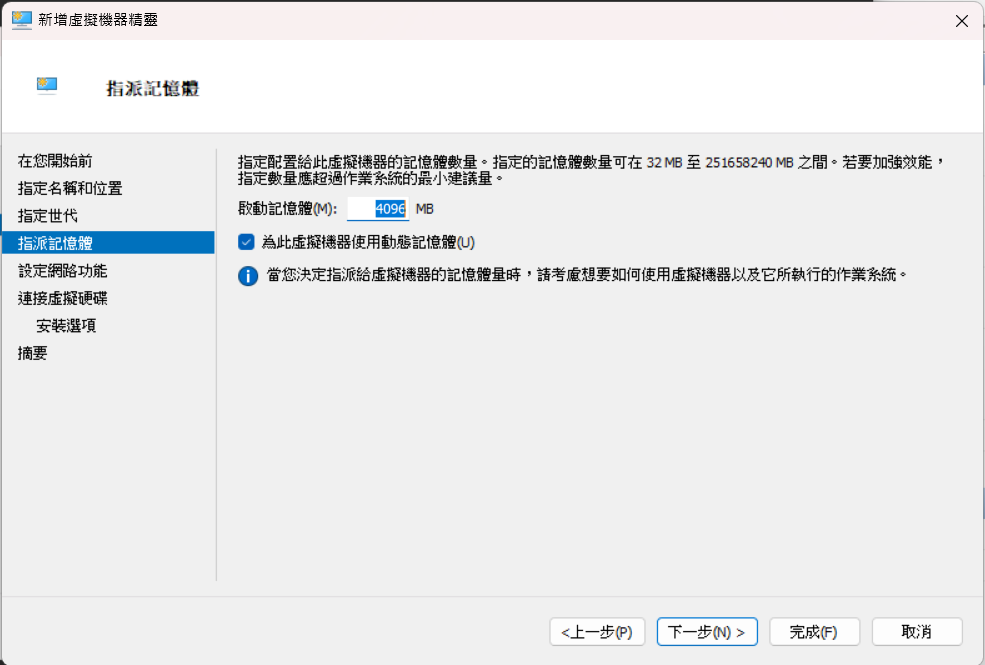 新增虛擬機器精靈
指派記憶體
在您開始前
指定名稱和位置
指定世代
指派記憶體
設定網路功能
連接虛擬硬碟
安裝選項
摘要
指定配置給此虛擬機器的記憶體數量。指定的記憶體數量可在 32 MB 至 251658240 MB 之間。若要加強效能，
指定數量應超過作業系統的最小建議量。
啟動記憶體(M): 4096 MB
為此虛擬機器使用動態記憶體(U)
當您決定指派給虛擬機器的記憶體量時，請考慮想要如何使用虛擬機器以及它所執行的作業系統。
<上一步(P) 下一步(N) > 完成(F) 取消